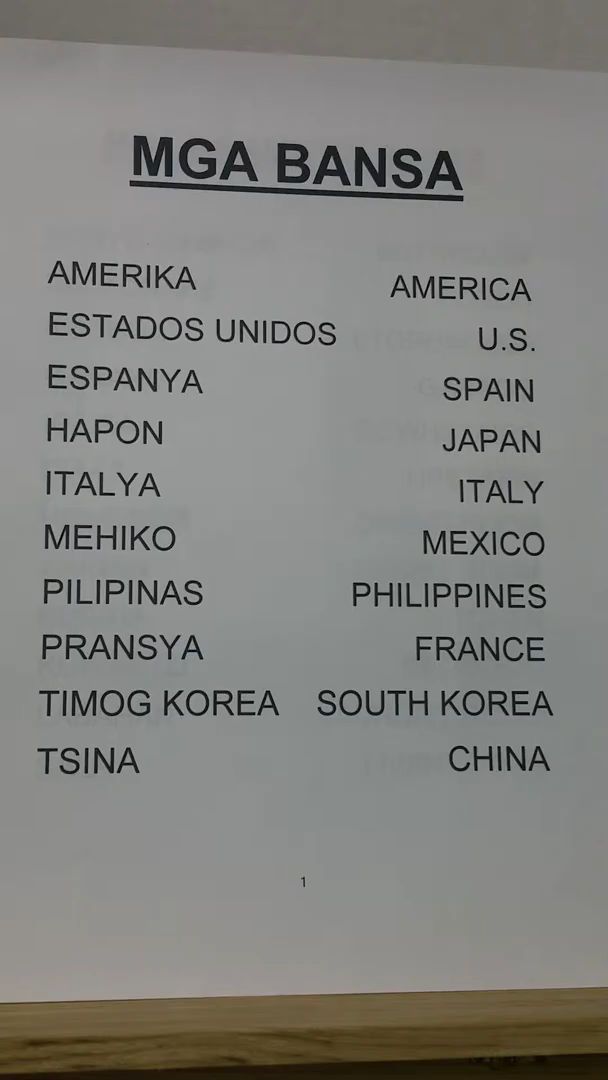 MGA BANSA
AMERIKA AMERICA
ESTADOS UNIDOS U.S.
ESPANYA SPAIN
HAPON JAPAN
ITALYA ITALY
MEHIKO MEXICO
PILIPINAS PHILIPPINES
PRANSYA FRANCE
TIMOG KOREA SOUTH KOREA
TSINA CHINA
1